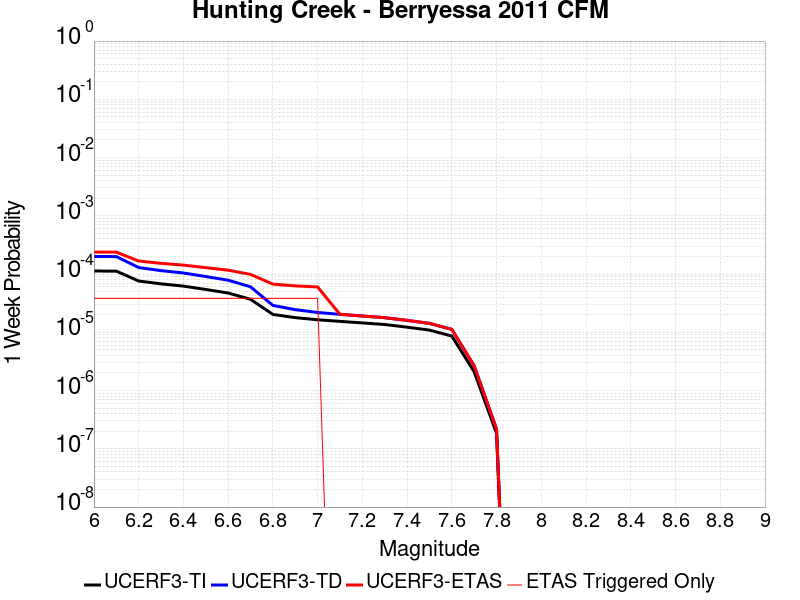 Hunting Creek - Berryessa 2011 CFM
10^0
10^-1
10^-2
10^-3
10^-4
10^-5
10^-6
10^-7
10^-8
1 Week Probability
6 6.2 6.4 6.6 6.8 7 7.2 7.4 7.6 7.8 8 8.2 8.4 8.6 8.8 9
Magnitude
UCERF3-TI UCERF3-TD UCERF3-ETAS ETAS Triggered Only